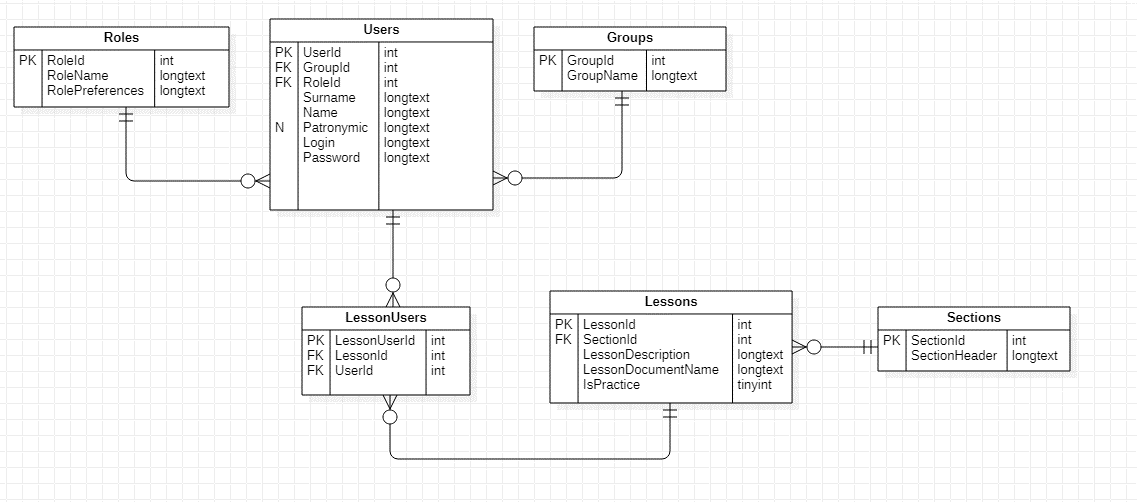 Roles
PK RoleId int
RoleName longtext
RolePreferences longtext
Users
PK UserId int
FK GroupId int
FK RoleId int
Surname longtext
Name longtext
N Patronymic longtext
Login longtext
Password longtext
Groups
PK GroupId int
GroupName longtext
LessonUsers
PK LessonUserId int
FK LessonId int
FK UserId int
Lessons
PK LessonId int
FK SectionId int
LessonDescription longtext
LessonDocumentName longtext
IsPractice tinyint
Sections
PK SectionId int
SectionHeader longtext